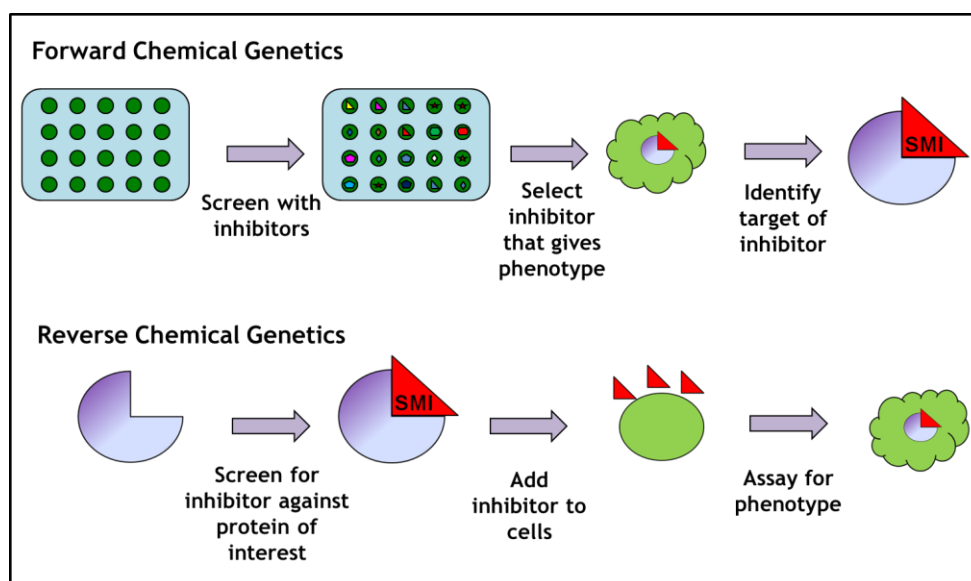 Forward Chemical Genetics
Screen with
inhibitors
Select
inhibitor
that gives
phenotype
Identify
target of
inhibitor
SMI
Reverse Chemical Genetics
Screen for
inhibitor against
protein of
interest
SMI
Add
inhibitor to
cells
Assay for
phenotype